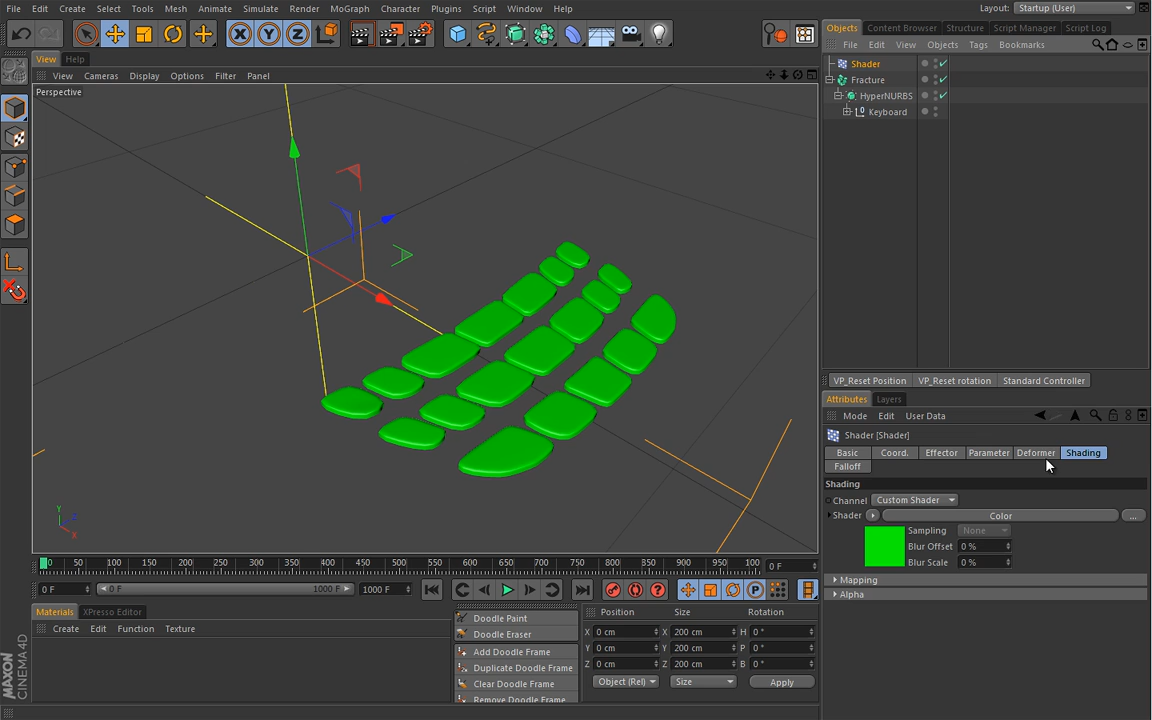 File Edit Create Select Tools Mesh Animate Simulate Render MoGraph Character Plugins Script Window Help
Layout: Startup (User)
View Help
View Cameras Display Options Filter Panel
Perspective
Y
Z
X
0 50 100 150 200 250 300 350 400 450 500 550 600 650 700 750 800 850 900 950 1000 0 F
0 F 0 F 1000 F 1000 F
Materials XPresso Editor
Create Edit Function Texture
MAXON
CINEMA 4D
Doodle Paint
Doodle Eraser
Add Doodle Frame
Duplicate Doodle Frame
Clear Doodle Frame
Remove Doodle Frame
Position Size Rotation
X 0 cm X 200 cm H 0 °
Y 0 cm Y 200 cm P 0 °
Z 0 cm Z 200 cm B 0 °
Object (Rel) Size Apply
Objects Content Browser Structure Script Manager Script Log
File Edit View Objects Tags Bookmarks
Shader
Fracture
HyperNURBS
Keyboard
VP_Reset Position VP_Reset rotation Standard Controller
Attributes Layers
Mode Edit User Data
Shader [Shader]
Basic Coord. Effector Parameter Deformer Shading
Falloff
Shading
Channel Custom Shader
Shader Color ...
Sampling None
Blur Offset 0 %
Blur Scale 0 %
Mapping
Alpha